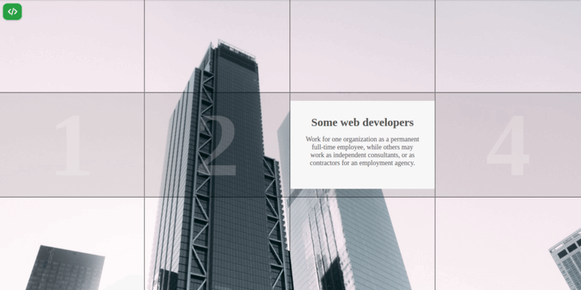 1
2
Some web developers
Work for one organization as a permanent
full-time employee, while others may
work as independent consultants, or as
contractors for an employment agency.
4